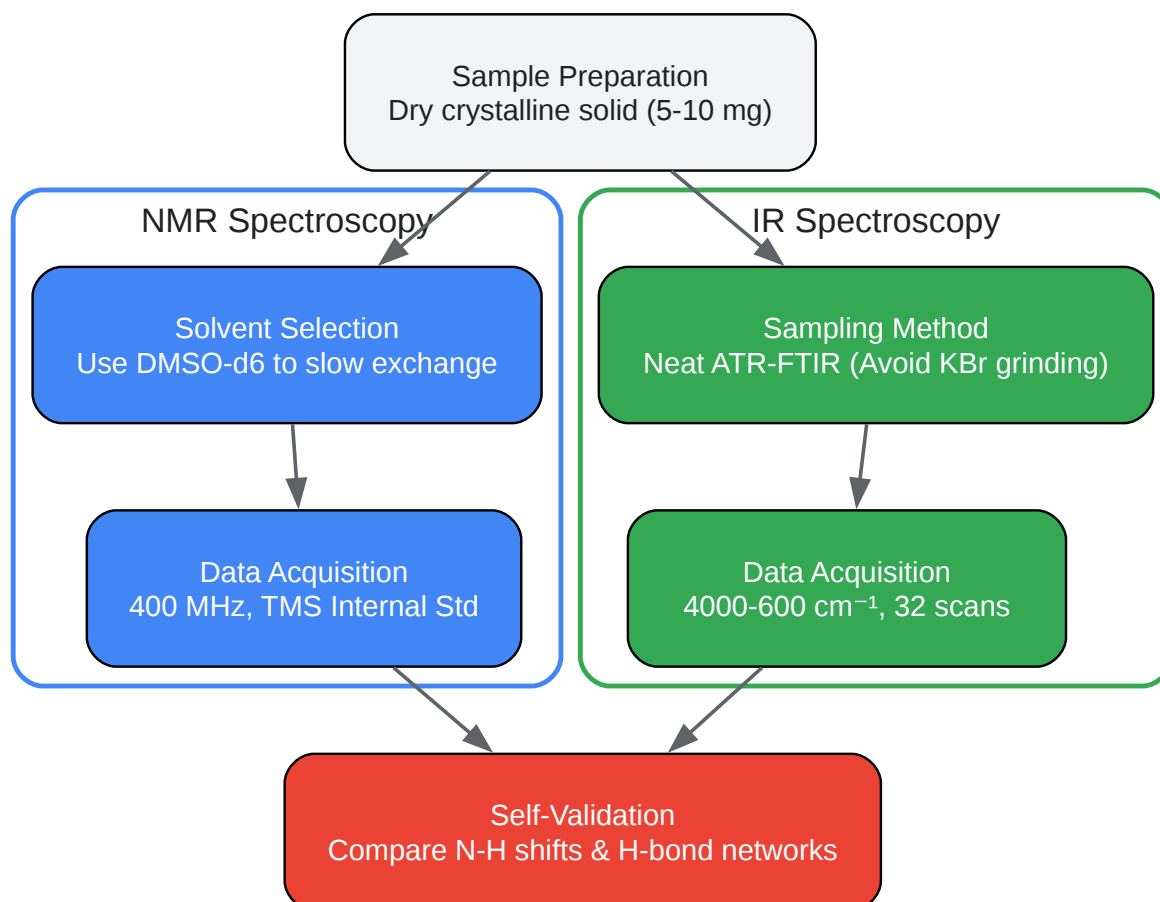 Sample Preparation
Dry crystalline solid (5-10 mg)
NMR Spectroscopy
Solvent Selection
Use DMSO-d6 to slow exchange
Data Acquisition
400 MHz, TMS Internal Std
IR Spectroscopy
Sampling Method
Neat ATR-FTIR (Avoid KBr grinding)
Data Acquisition
4000-600 cm⁻¹, 32 scans
Self-Validation
Compare N-H shifts & H-bond networks